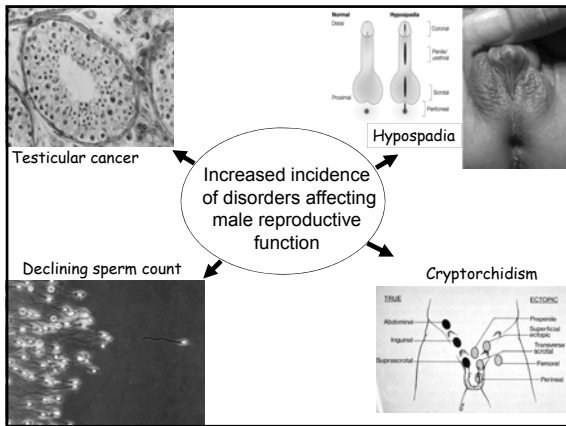 Normal
Hypospadia
Distal
Coronal
Penile/
urethral
Scrotal
Proximal
Perineal
Hypospadia
Testicular cancer
Increased incidence
of disorders affecting
male reproductive
function
Declining sperm count
Cryptorchidism
TRUE
ECTOPIC
Abdominal
Inguinal
Suprascrotal
Prepenile
Superficial
ectopic
Transverse
scrotal
Femoral
Perineal